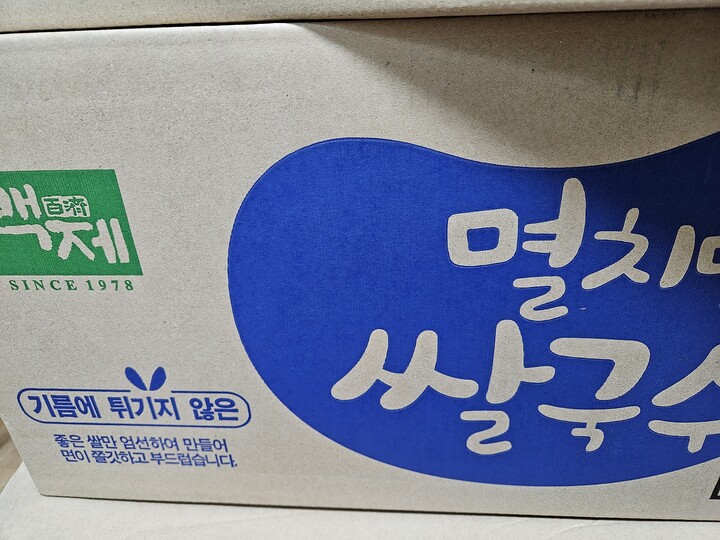 백제
百濟
SINCE 1978
멸치
쌀국수
기름에 튀기지 않은
좋은 쌀만 엄선하여 만들어
면이 쫄깃하고 부드럽습니다.